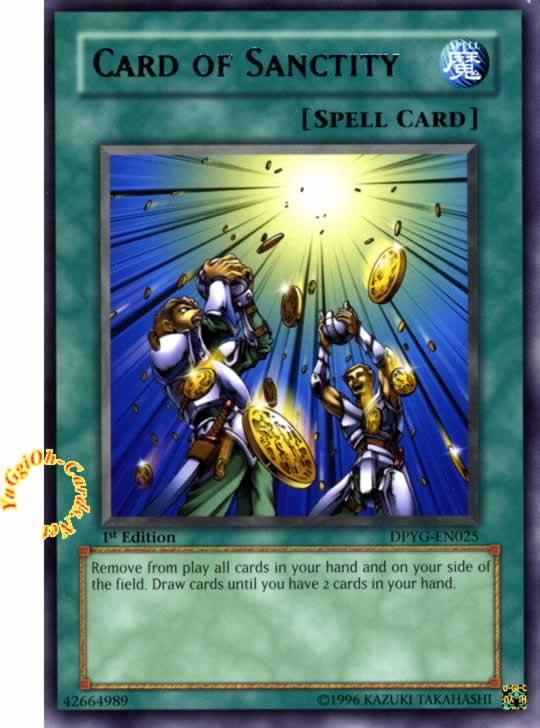 CARD OF SANCTITY
SPELL
魔
[SPELL CARD]
1st Edition
DPYG-EN025
Remove from play all cards in your hand and on your side of
the field. Draw cards until you have 2 cards in your hand.
42664989
©1996 KAZUKI TAKAHASHI
YuGgiOh-Cards.Net